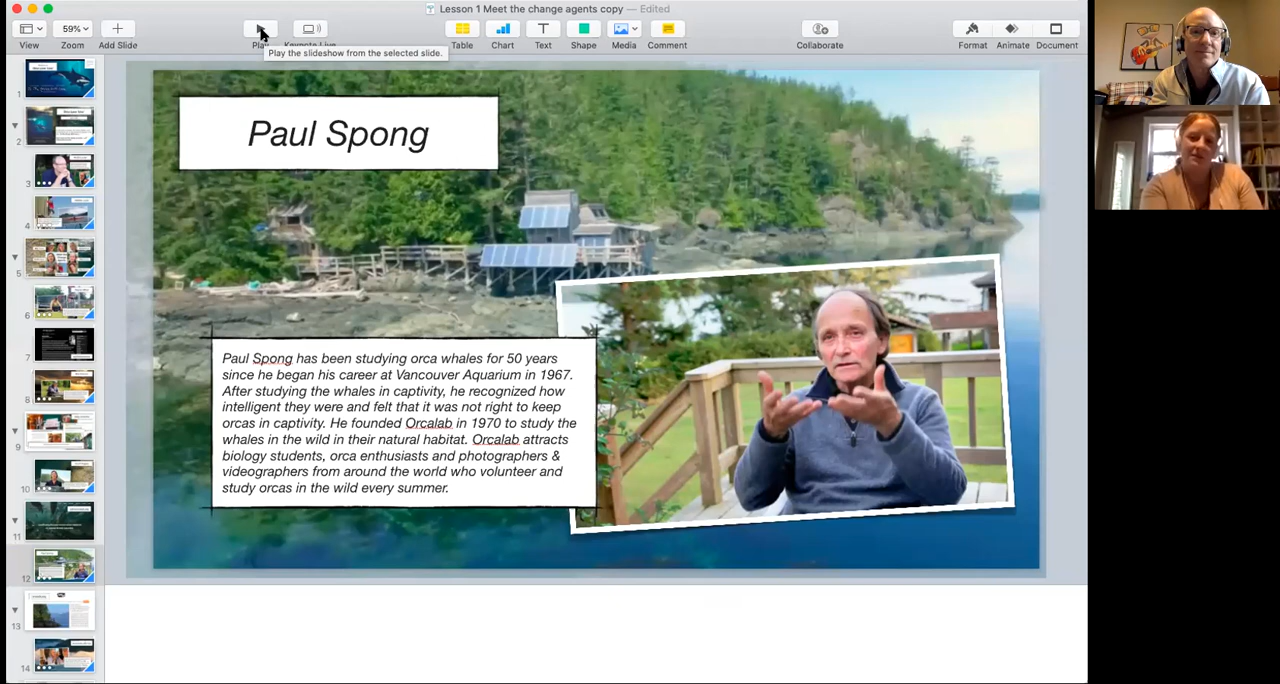 Lesson 1 Meet the change agents copy — Edited
59%
View
Zoom
Add Slide
Play
Keynote Live
Table
Chart
Text
Shape
Media
Comment
Collaborate
Format
Animate
Document
Play the slideshow from the selected slide.
Paul Spong
Paul Spong has been studying orca whales for 50 years
since he began his career at Vancouver Aquarium in 1967.
After studying the whales in captivity, he recognized how
intelligent they were and felt that it was not right to keep
orcas in captivity. He founded Orcalab in 1970 to study the
whales in the wild in their natural habitat. Orcalab attracts
biology students, orca enthusiasts and photographers &
videographers from around the world who volunteer and
study orcas in the wild every summer.
1
2
3
4
5
6
7
8
9
10
11
12
13
14